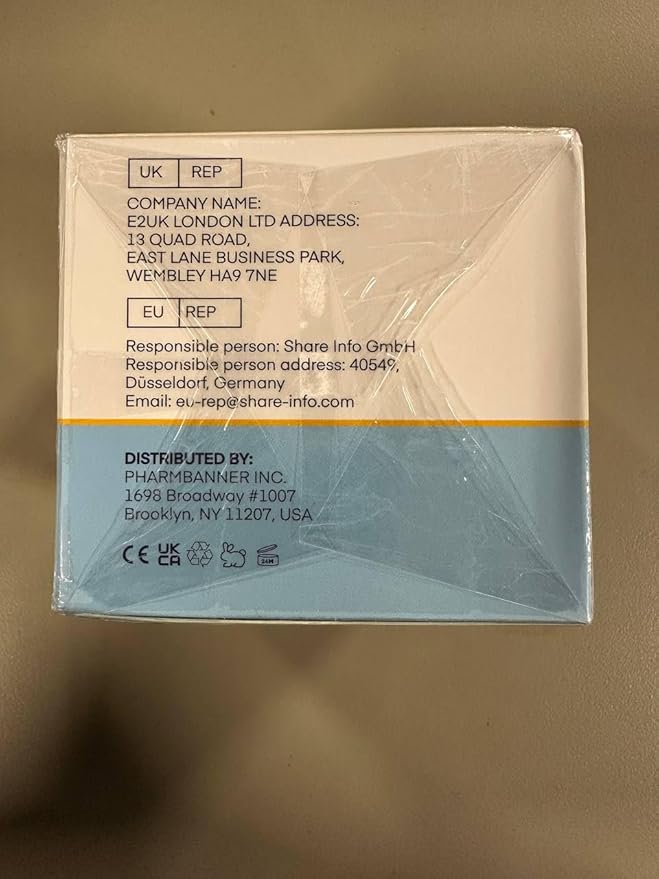 UK REP
COMPANY NAME:
E2UK LONDON LTD ADDRESS:
13 QUAD ROAD,
EAST LANE BUSINESS PARK,
WEMBLEY HA9 7NE
EU REP
Responsible person: Share Info GmbH
Responsible person address: 40549,
Düsseldorf, Germany
Email: eu-rep@share-info.com
DISTRIBUTED BY:
PHARMBANNER INC.
1698 Broadway #1007
Brooklyn, NY 11207, USA
CE UK CA 24M